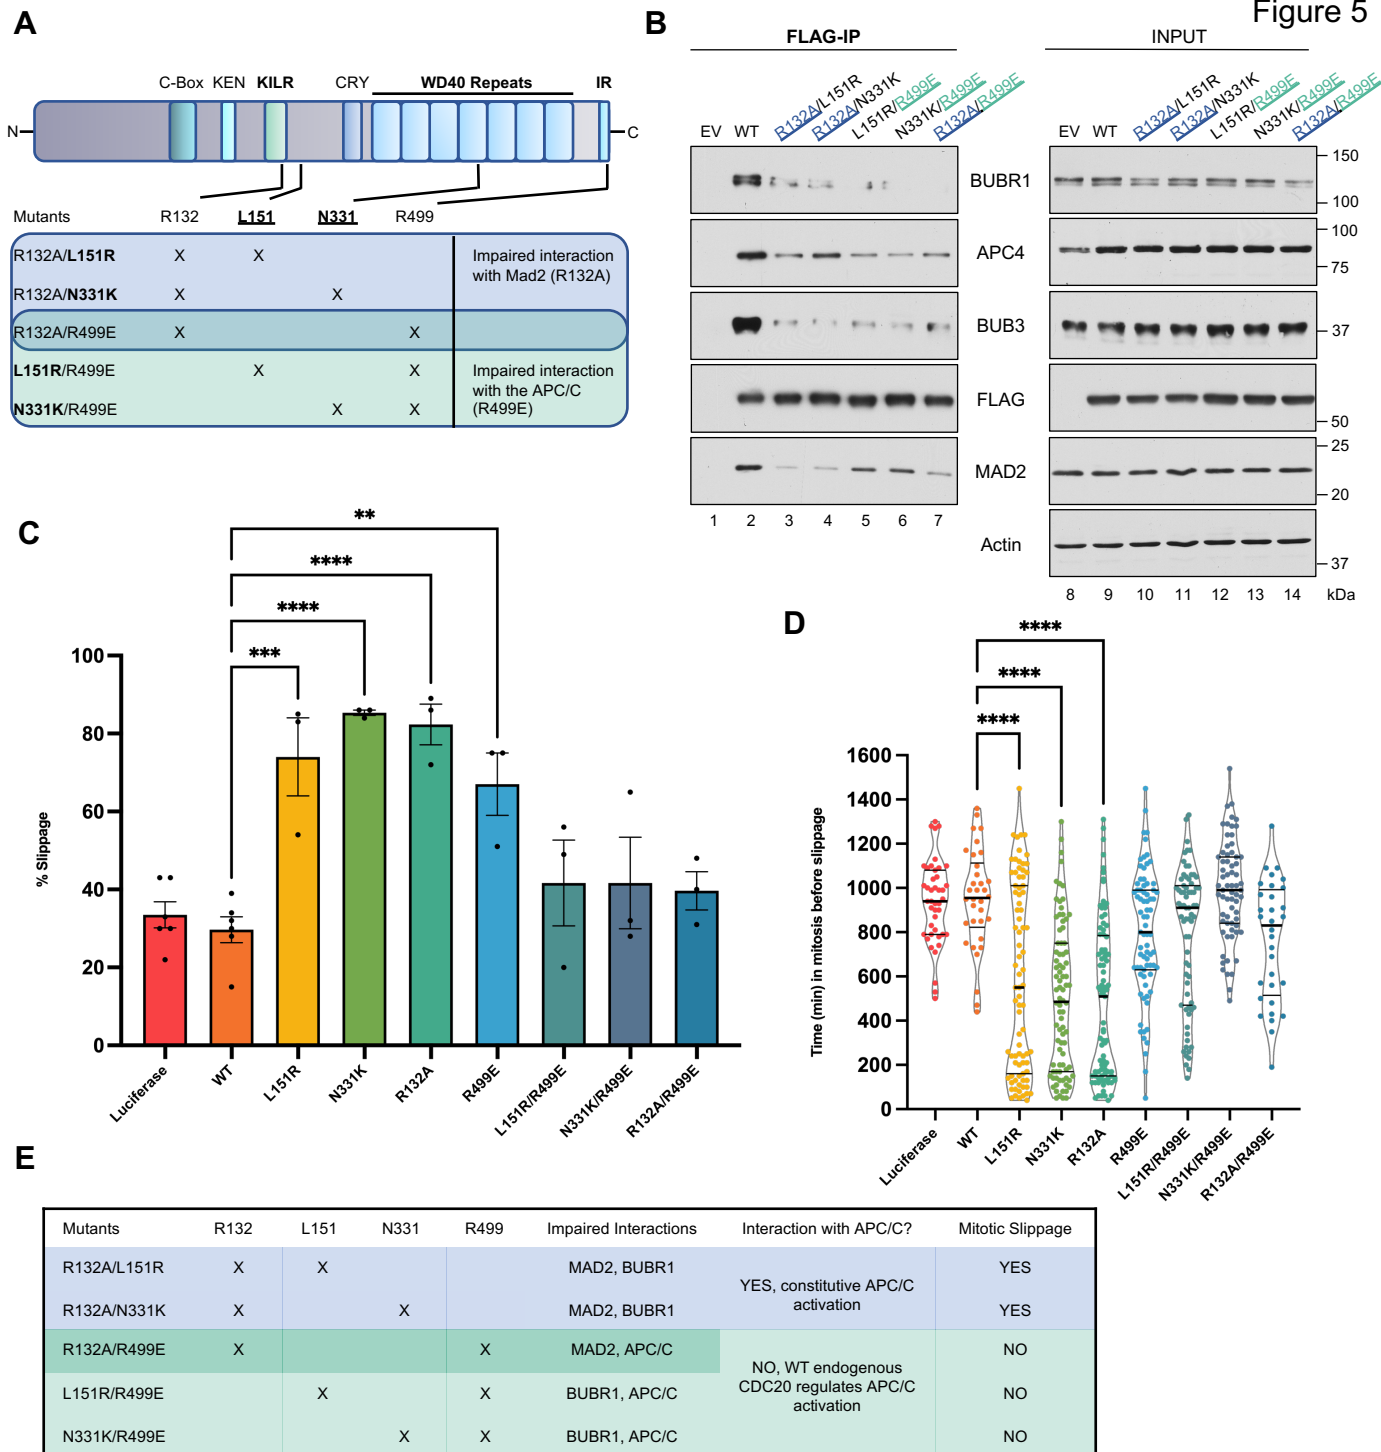 Figure 5
A
C-Box KEN KILR CRY WD40 Repeats IR
N C
Mutants R132 L151 N331 R499
R132A/L151R X X
Impaired interaction
with Mad2 (R132A)
R132A/N331K X X
R132A/R499E X X
L151R/R499E X X
Impaired interaction
with the APC/C
(R499E)
N331K/R499E X X
B
FLAG-IP INPUT
EV WT R132A/L151R R132A/N331K L151R/R499E N331K/R499E R132A/R499E
EV WT R132A/L151R R132A/N331K L151R/R499E N331K/R499E R132A/R499E
BUBR1
150
100
APC4
100
75
BUB3
37
FLAG
50
MAD2
25
20
Actin
37
1 2 3 4 5 6 7
8 9 10 11 12 13 14 kDa
C
**
****
****
***
100
80
60
40
20
0
% Slippage
Luciferase
WT
L151R
N331K
R132A
R499E
L151R/R499E
N331K/R499E
R132A/R499E
D
****
****
****
1600
1400
1200
1000
800
600
400
200
0
Time (min) in mitosis before slippage
Luciferase
WT
L151R
N331K
R132A
R499E
L151R/R499E
N331K/R499E
R132A/R499E
E
Mutants R132 L151 N331 R499 Impaired Interactions Interaction with APC/C? Mitotic Slippage
R132A/L151R X X MAD2, BUBR1 YES
YES, constitutive APC/C
activation
R132A/N331K X X MAD2, BUBR1 YES
R132A/R499E X X MAD2, APC/C NO
NO, WT endogenous
CDC20 regulates APC/C
activation
L151R/R499E X X BUBR1, APC/C NO
N331K/R499E X X BUBR1, APC/C NO